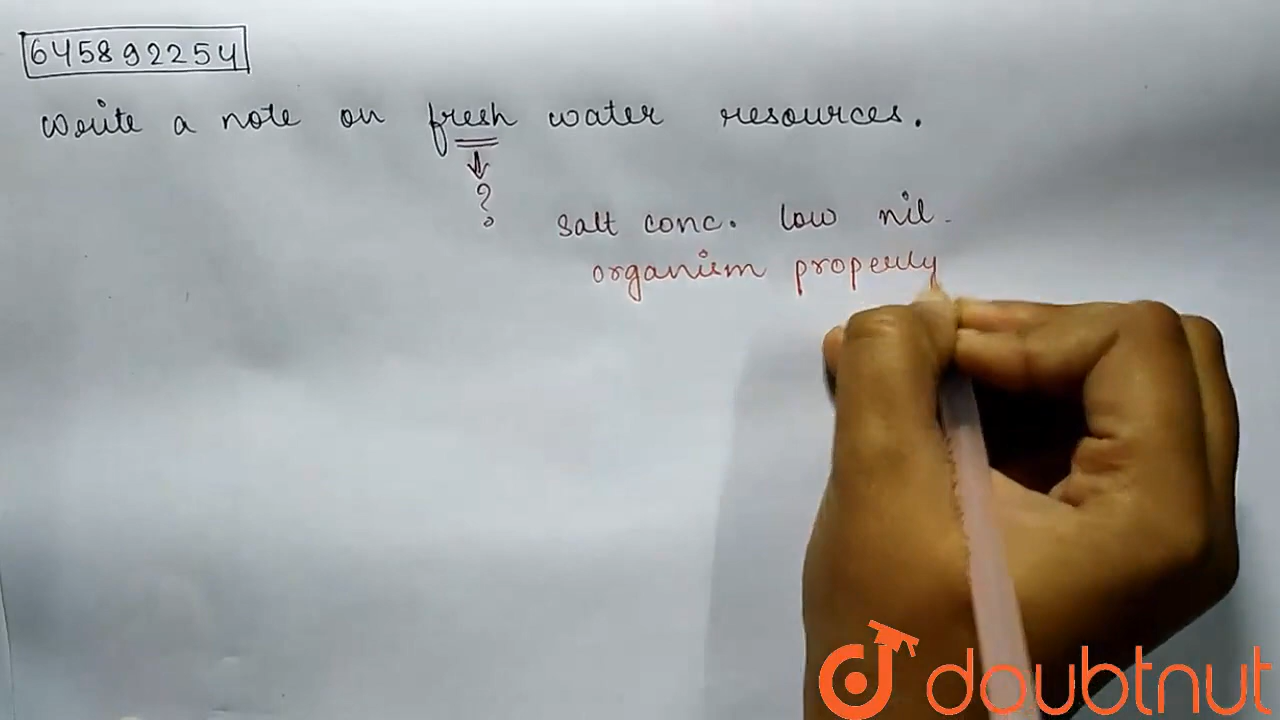 645892254
Write a note on fresh water resources.
?
salt conc. low nil.
organism properly
doubtnut